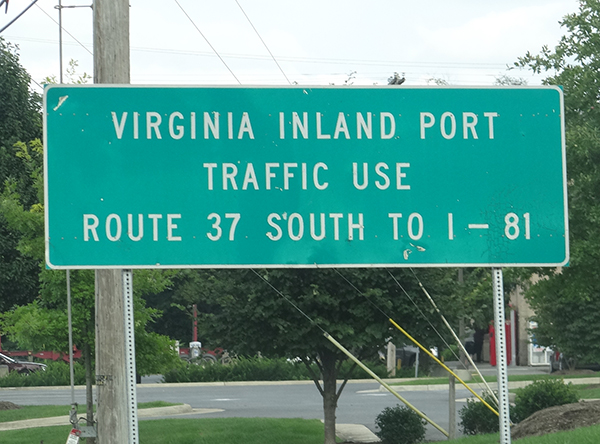 VIRGINIA INLAND PORT
TRAFFIC USE
ROUTE 37 SOUTH TO I-81